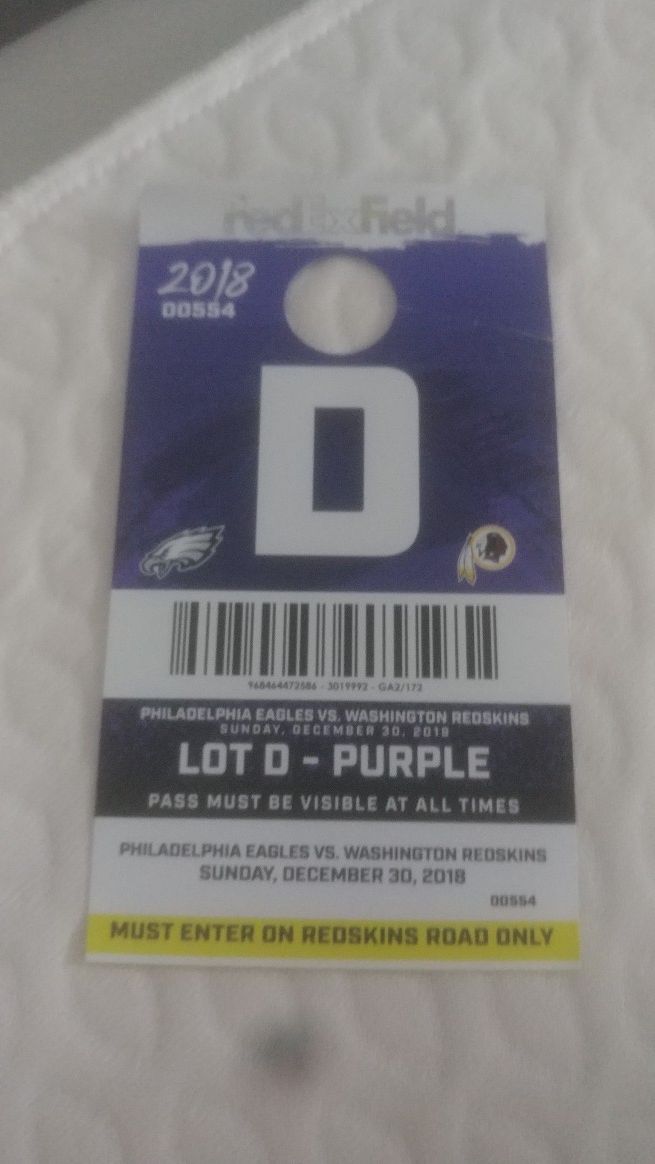 FedExField
2018
00554
D
968464472586 - 3019992 - GA2/172
PHILADELPHIA EAGLES VS. WASHINGTON REDSKINS
SUNDAY, DECEMBER 30, 2018
LOT D - PURPLE
PASS MUST BE VISIBLE AT ALL TIMES
PHILADELPHIA EAGLES VS. WASHINGTON REDSKINS
SUNDAY, DECEMBER 30, 2018
00554
MUST ENTER ON REDSKINS ROAD ONLY